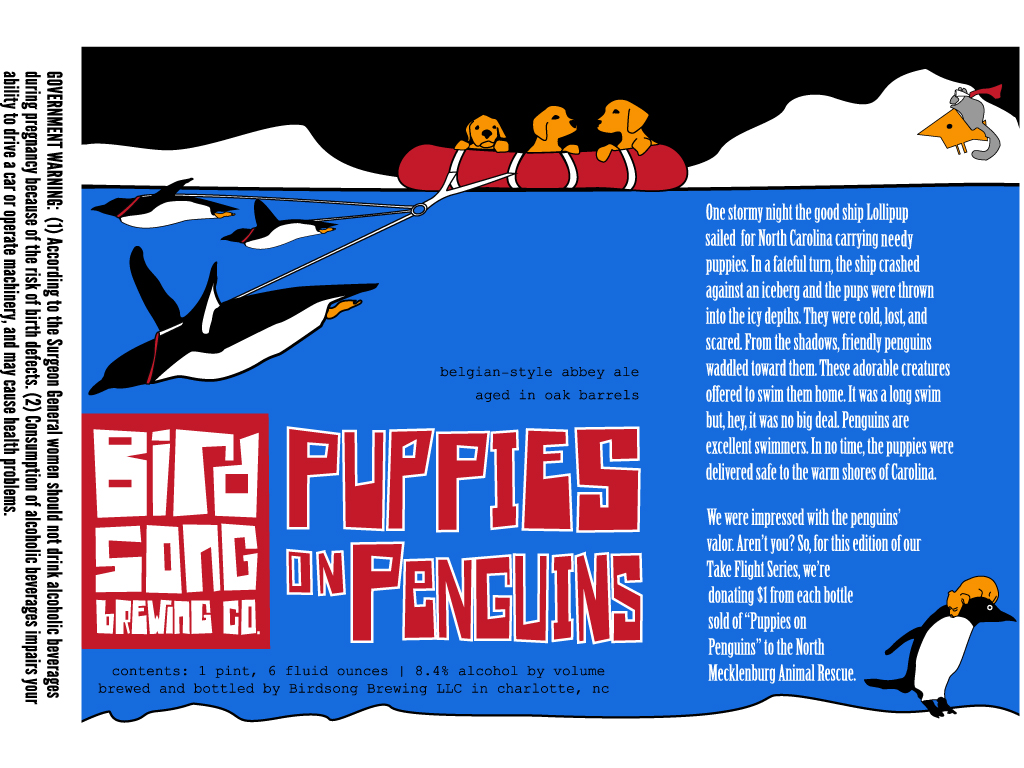 GOVERNMENT WARNING: (1) According to the Surgeon General women should not drink alcoholic beverages
during pregnancy because of the risk of birth defects. (2) Consumption of alcoholic beverages impairs your
ability to drive a car or operate machinery, and may cause health problems.
belgian-style abbey ale
aged in oak barrels
BIRD
SONG
BREWING CO.
PUPPIES
ON PENGUINS
contents: 1 pint, 6 fluid ounces | 8.4% alcohol by volume
brewed and bottled by Birdsong Brewing LLC in charlotte, nc
One stormy night the good ship Lollipup
sailed for North Carolina carrying needy
puppies. In a fateful turn, the ship crashed
against an iceberg and the pups were thrown
into the icy depths. They were cold, lost, and
scared. From the shadows, friendly penguins
waddled toward them. These adorable creatures
offered to swim them home. It was a long swim
but, hey, it was no big deal. Penguins are
excellent swimmers. In no time, the puppies were
delivered safe to the warm shores of Carolina.
We were impressed with the penguins'
valor. Aren't you? So, for this edition of our
Take Flight Series, we're
donating $1 from each bottle
sold of "Puppies on
Penguins" to the North
Mecklenburg Animal Rescue.